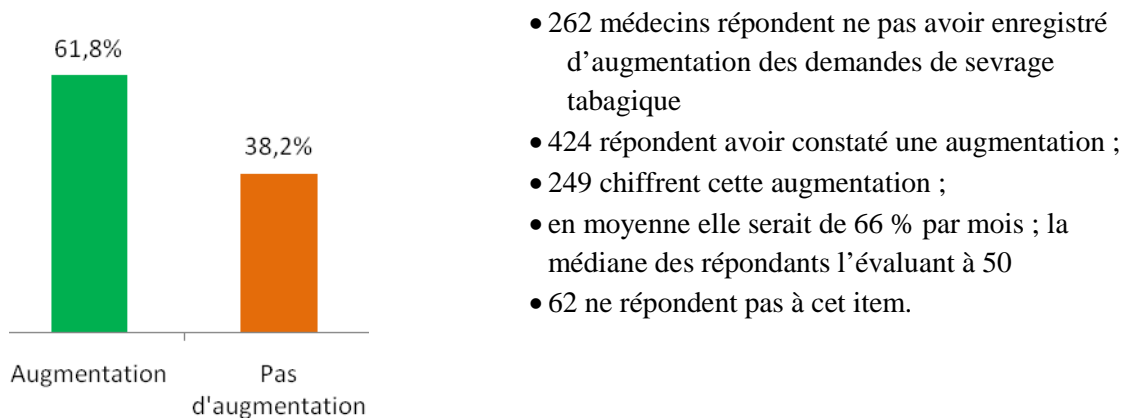 61,8%
38,2%
Augmentation
Pas
d'augmentation
• 262 médecins répondent ne pas avoir enregistré
d’augmentation des demandes de sevrage
tabagique
• 424 répondent avoir constaté une augmentation ;
• 249 chiffrent cette augmentation ;
• en moyenne elle serait de 66 % par mois ; la
médiane des répondants l’évaluant à 50
• 62 ne répondent pas à cet item.